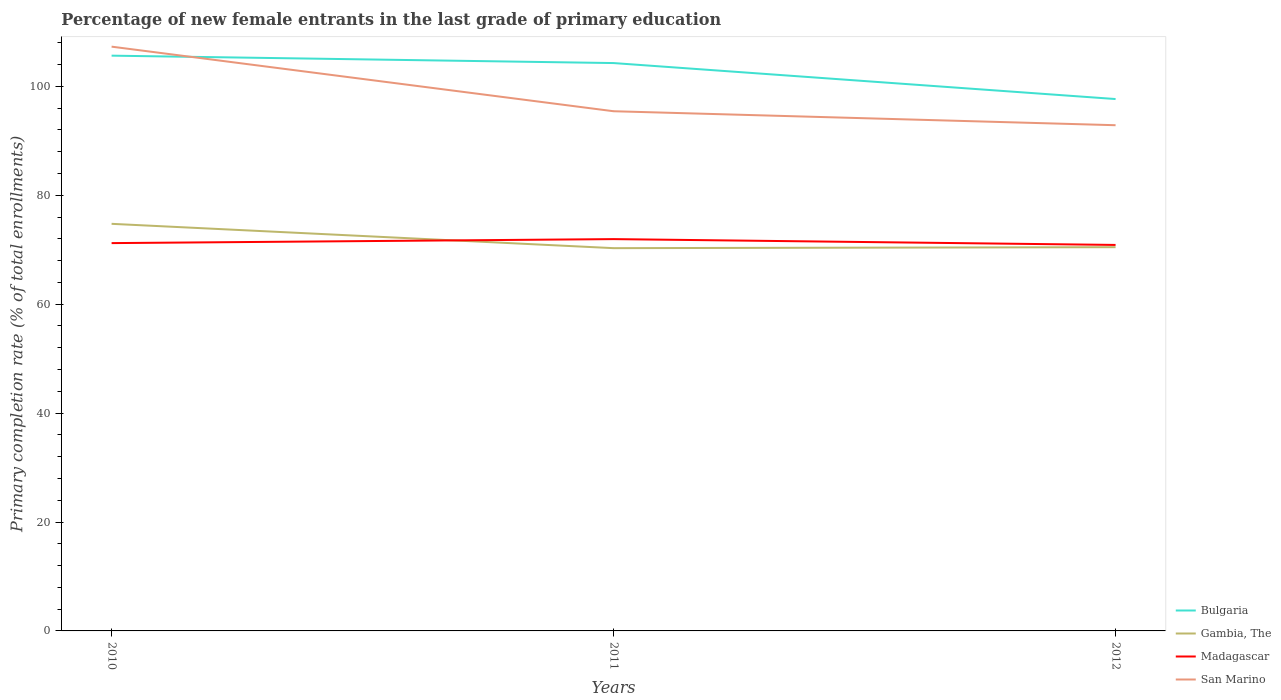 Percentage of new female entrants in the last grade of primary education
Primary completion rate (% of total enrollments)
100
80
60
40
20
0
2010
2011
2012
Years
Bulgaria
Gambia, The
Madagascar
San Marino